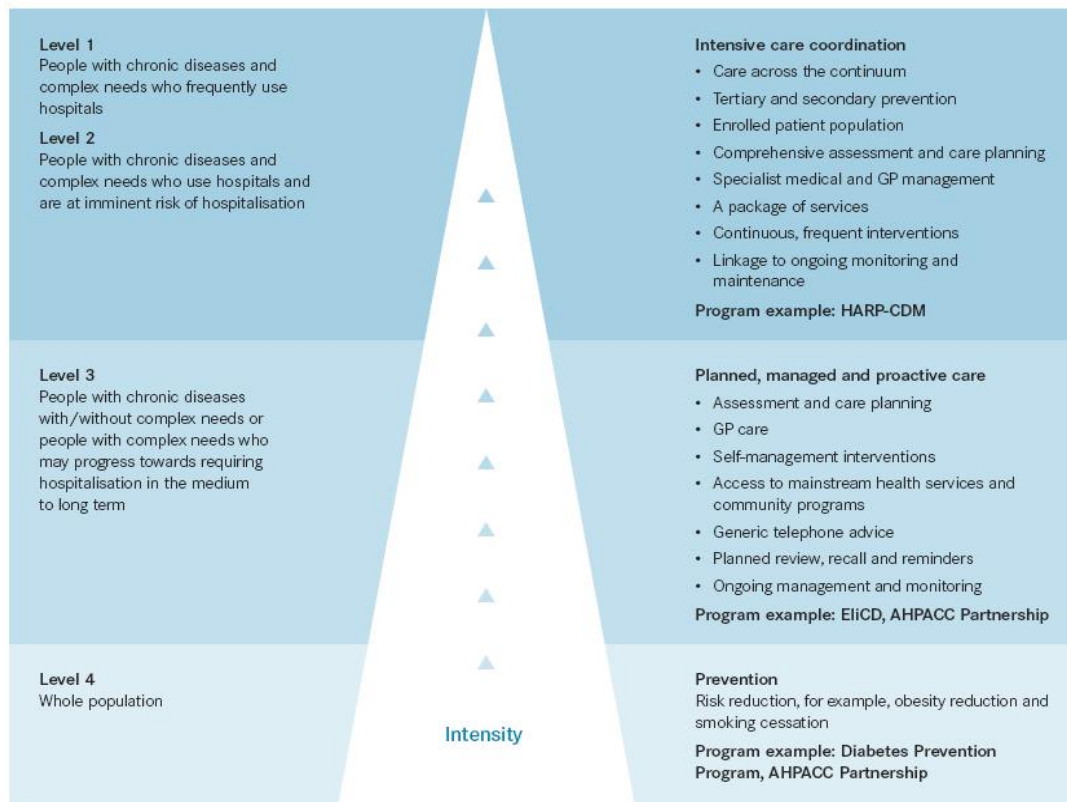 Level 1
People with chronic diseases and
complex needs who frequently use
hospitals
Level 2
People with chronic diseases and
complex needs who use hospitals and
are at imminent risk of hospitalisation
Intensive care coordination
• Care across the continuum
• Tertiary and secondary prevention
• Enrolled patient population
• Comprehensive assessment and care planning
• Specialist medical and GP management
• A package of services
• Continuous, frequent interventions
• Linkage to ongoing monitoring and
maintenance
Program example: HARP-CDM
Level 3
People with chronic diseases
with/without complex needs or
people with complex needs who
may progress towards requiring
hospitalisation in the medium
to long term
Planned, managed and proactive care
• Assessment and care planning
• GP care
• Self-management interventions
• Access to mainstream health services and
community programs
• Generic telephone advice
• Planned review, recall and reminders
• Ongoing management and monitoring
Program example: EIiCD, AHPACC Partnership
Level 4
Whole population
Intensity
Prevention
Risk reduction, for example, obesity reduction and
smoking cessation
Program example: Diabetes Prevention
Program, AHPACC Partnership